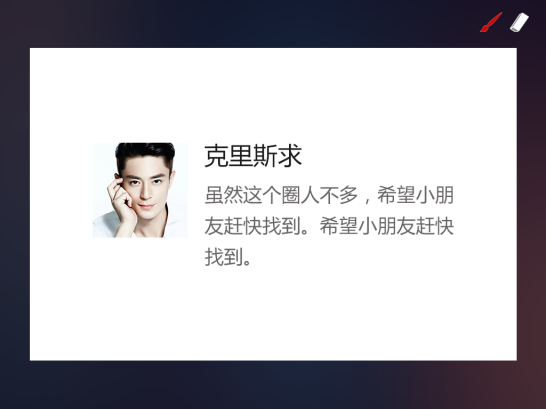 克里斯求
虽然这个圈人不多，希望小朋
友赶快找到。希望小朋友赶快
找到。